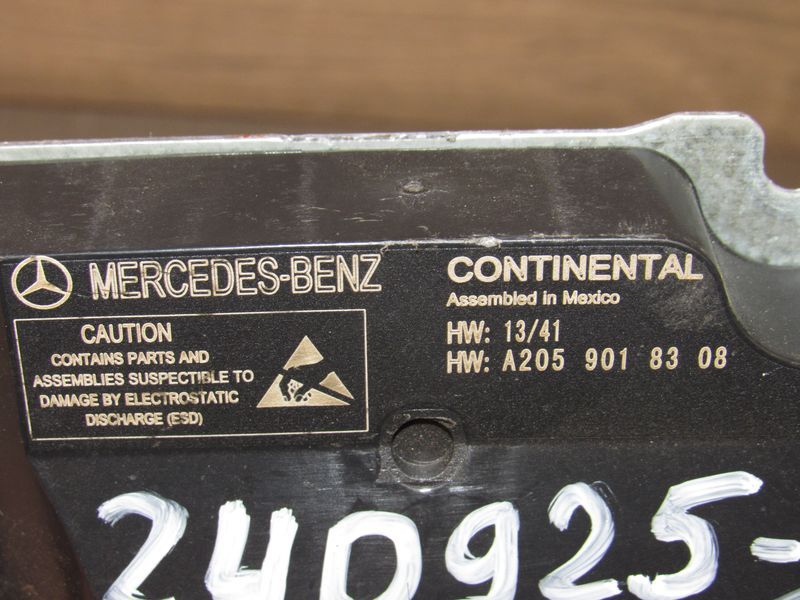 MERCEDES-BENZ
CAUTION
CONTAINS PARTS AND
ASSEMBLIES SUSPECTIBLE TO
DAMAGE BY ELECTROSTATIC
DISCHARGE (ESD)
CONTINENTAL
Assembled in Mexico
HW: 13/41
HW: A205 901 83 08
240925-